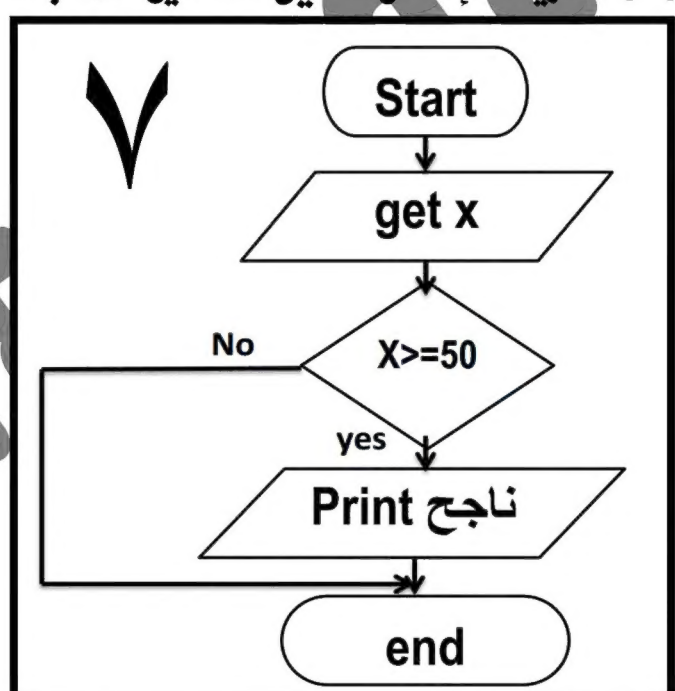 ٧
Start
get x
X>=50
No
yes
Print ناجح
end